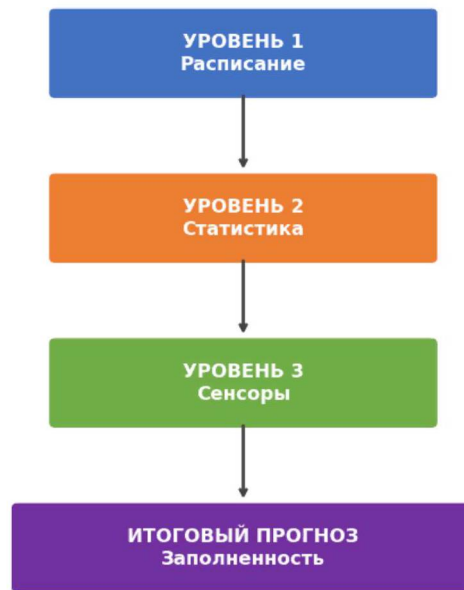 УРОВЕНЬ 1
Расписание
УРОВЕНЬ 2
Статистика
УРОВЕНЬ 3
Сенсоры
ИТОГОВЫЙ ПРОГНОЗ
Заполненность